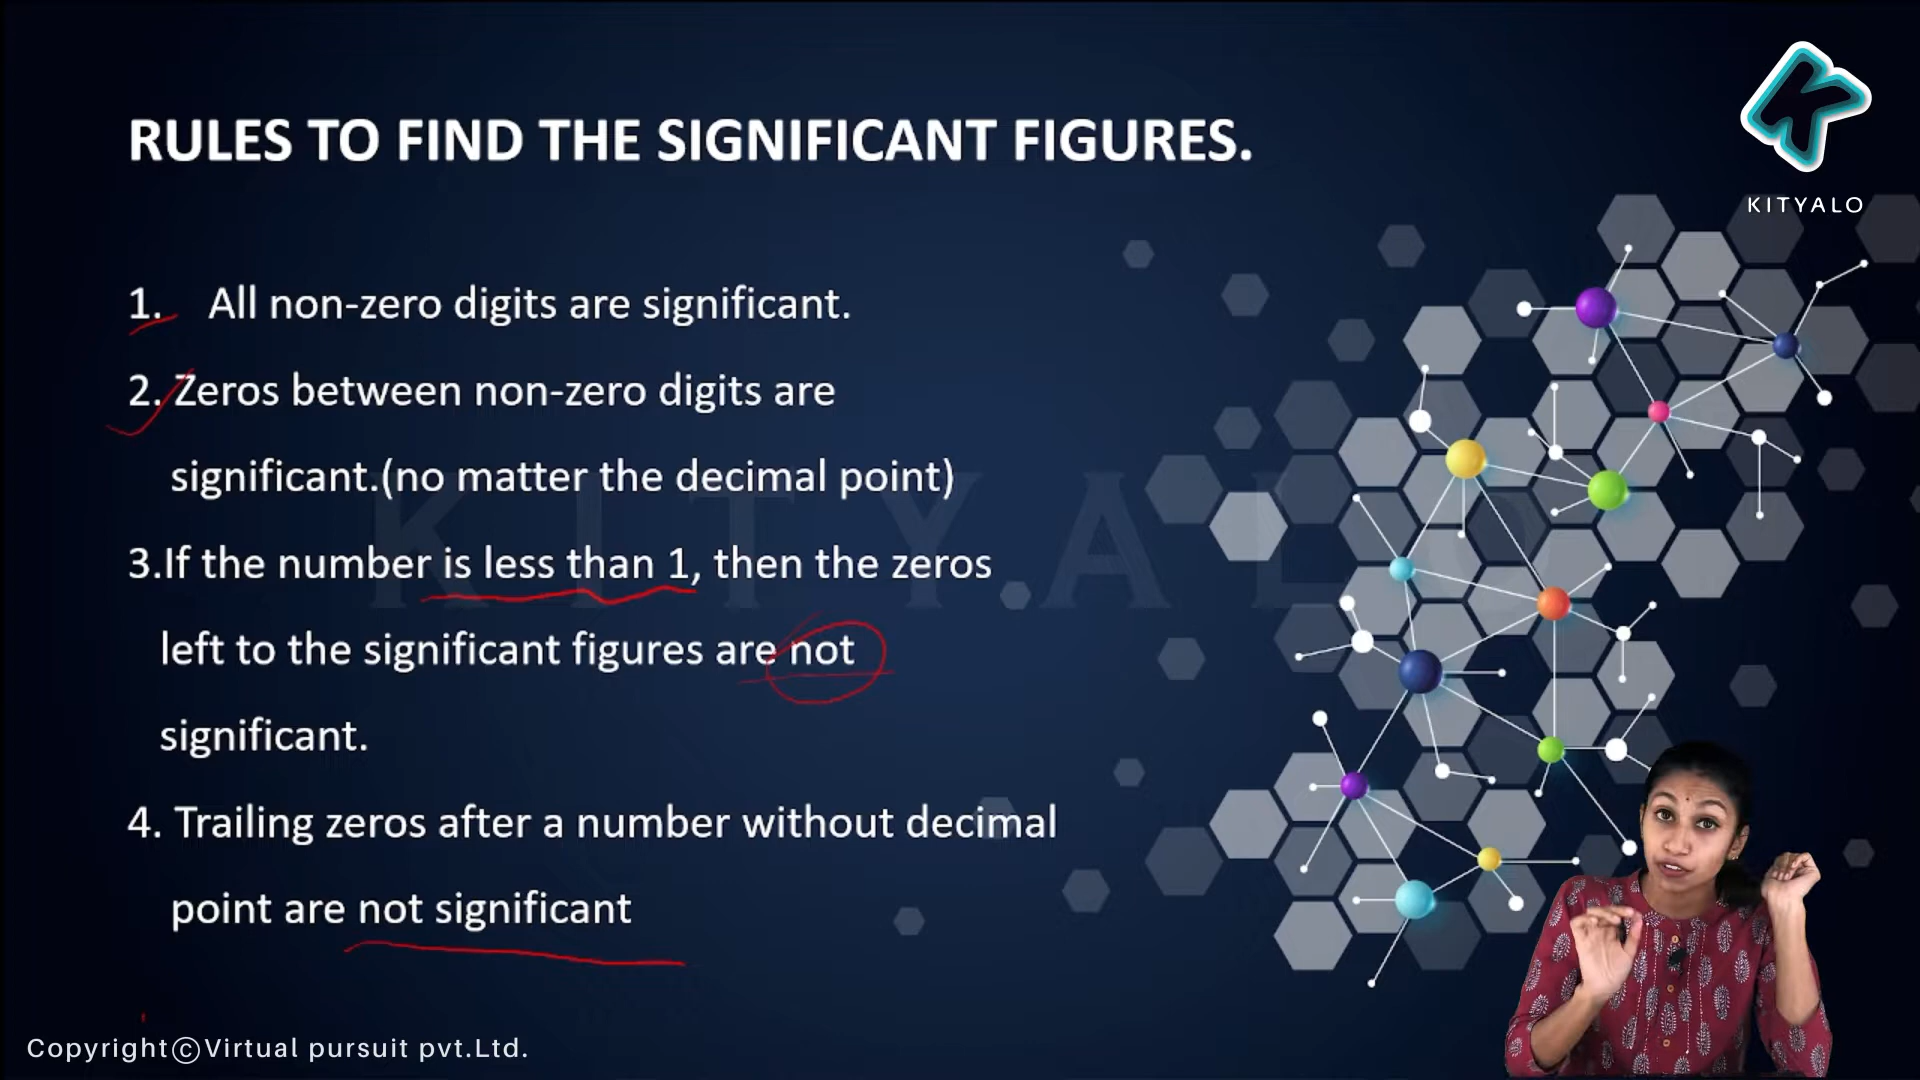 RULES TO FIND THE SIGNIFICANT FIGURES.
KITYALO
1. All non-zero digits are significant.
2. Zeros between non-zero digits are
significant.(no matter the decimal point)
3.If the number is less than 1, then the zeros
left to the significant figures are not
significant.
4. Trailing zeros after a number without decimal
point are not significant
KITYALO
Copyright©Virtual pursuit pvt.Ltd.